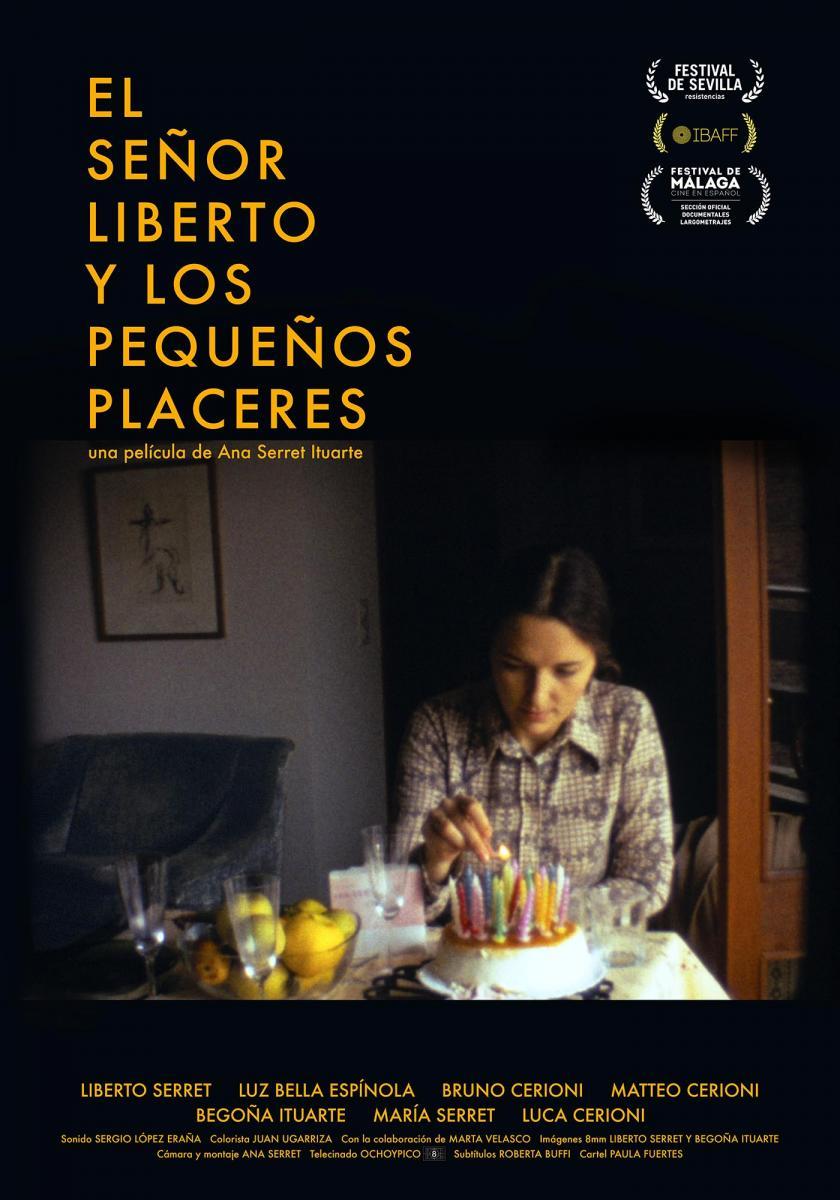 EL
SEÑOR
LIBERTO
Y LOS
PEQUEÑOS
PLACERES
una película de Ana Serret Ituarte
FESTIVAL
DE SEVILLA
resistencias
IBAFF
FESTIVAL DE
MÁLAGA
CINE EN ESPAÑOL
SECCIÓN OFICIAL
DOCUMENTALES
LARGOMETRAJES
LIBERTO SERRET LUZ BELLA ESPÍNOLA BRUNO CERIONI MATTEO CERIONI
BEGOÑA ITUARTE MARÍA SERRET LUCA CERIONI
Sonido SERGIO LÓPEZ ERAÑA Colorista JUAN UGARRIZA Con la colaboración de MARTA VELASCO Imágenes 8mm LIBERTO SERRET Y BEGOÑA ITUARTE
Cámara y montaje ANA SERRET Telecinado OCHOYPICO 8 Subtítulos ROBERTA BUFFI Cartel PAULA FUERTES